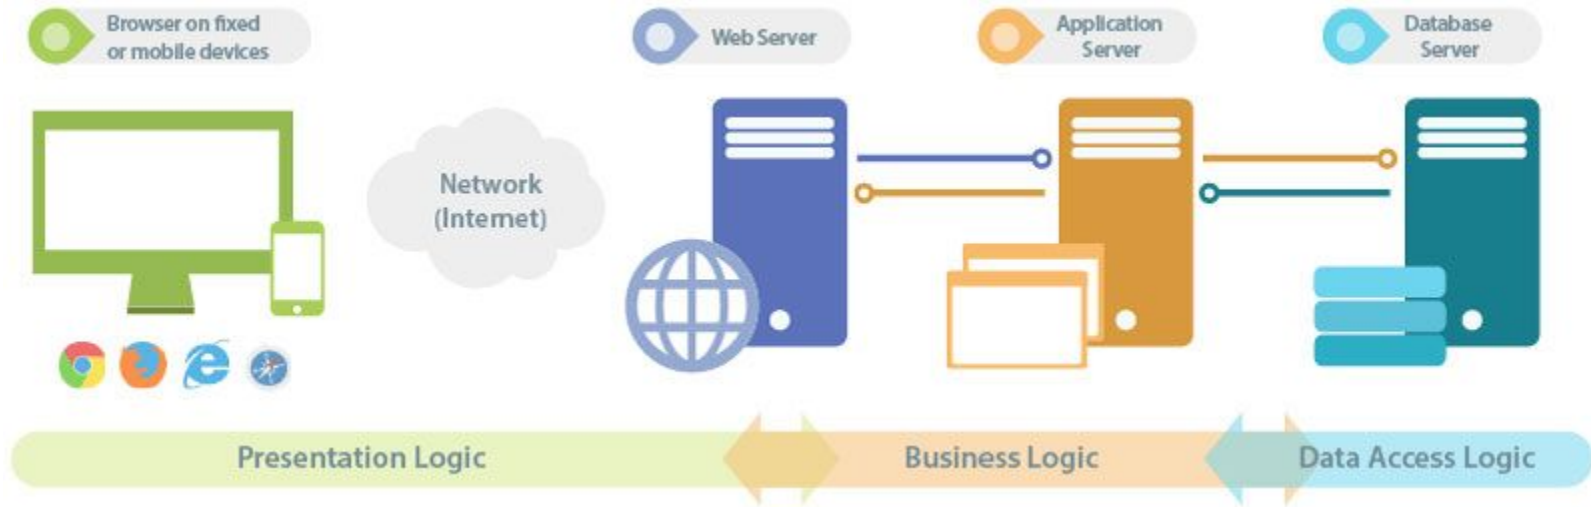 Browser on fixed
or mobile devices
Web Server
Application
Server
Database
Server
Network
(Internet)
Presentation Logic
Business Logic
Data Access Logic